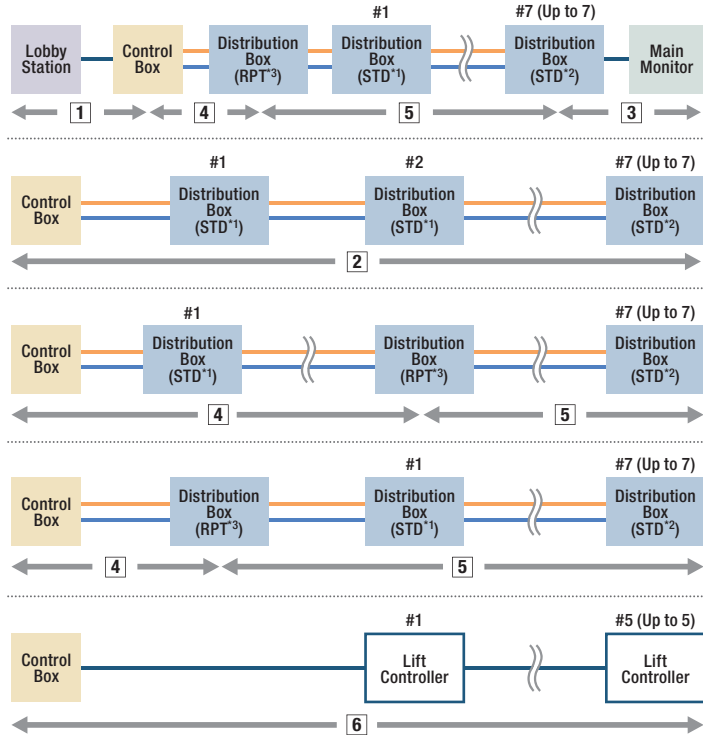 #1
#7 (Up to 7)
Lobby
Station
Control
Box
Distribution
Box
(RPT*3)
Distribution
Box
(STD*1)
Distribution
Box
(STD*2)
Main
Monitor
1
4
5
3
#1
#2
#7 (Up to 7)
Control
Box
Distribution
Box
(STD*1)
Distribution
Box
(STD*1)
Distribution
Box
(STD*2)
2
#1
#7 (Up to 7)
Control
Box
Distribution
Box
(STD*1)
Distribution
Box
(RPT*3)
Distribution
Box
(STD*2)
4
5
#1
#7 (Up to 7)
Control
Box
Distribution
Box
(RPT*3)
Distribution
Box
(STD*1)
Distribution
Box
(STD*2)
4
5
#1
#5 (Up to 5)
Control
Box
Lift
Controller
Lift
Controller
6